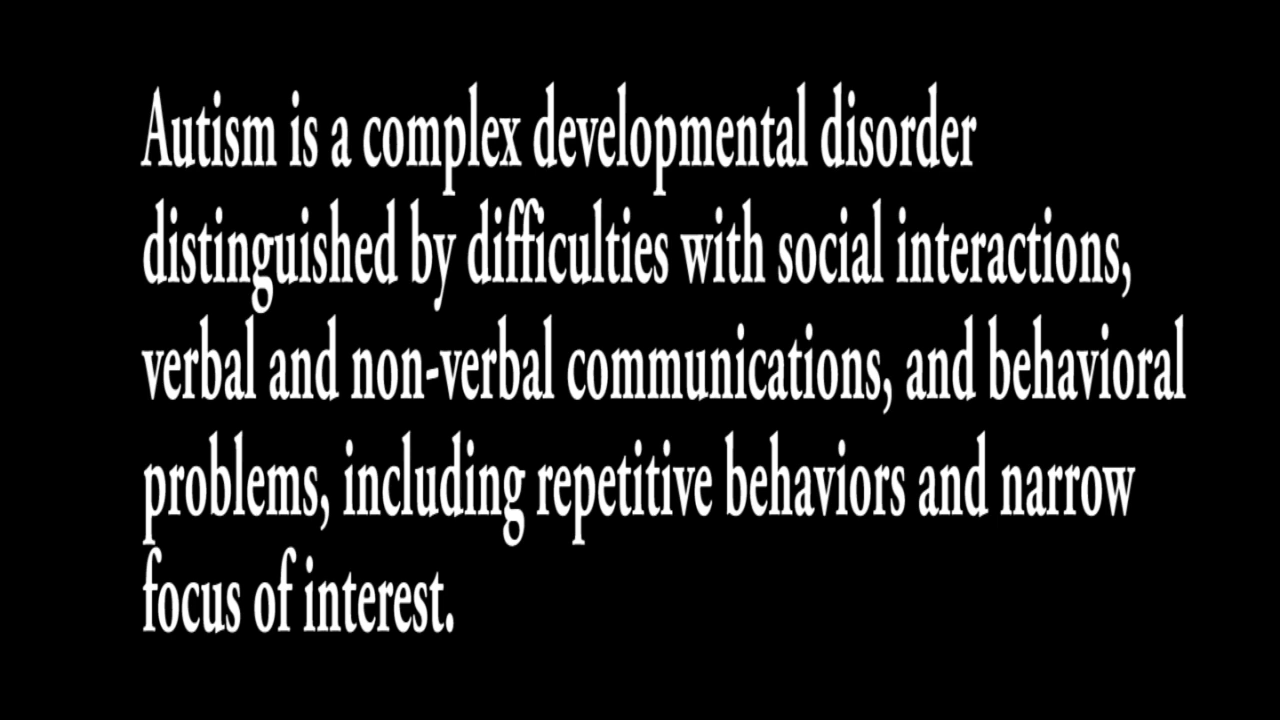 Autism is a complex developmental disorder
distinguished by difficulties with social interactions,
verbal and non-verbal communications, and behavioral
problems, including repetitive behaviors and narrow
focus of interest.